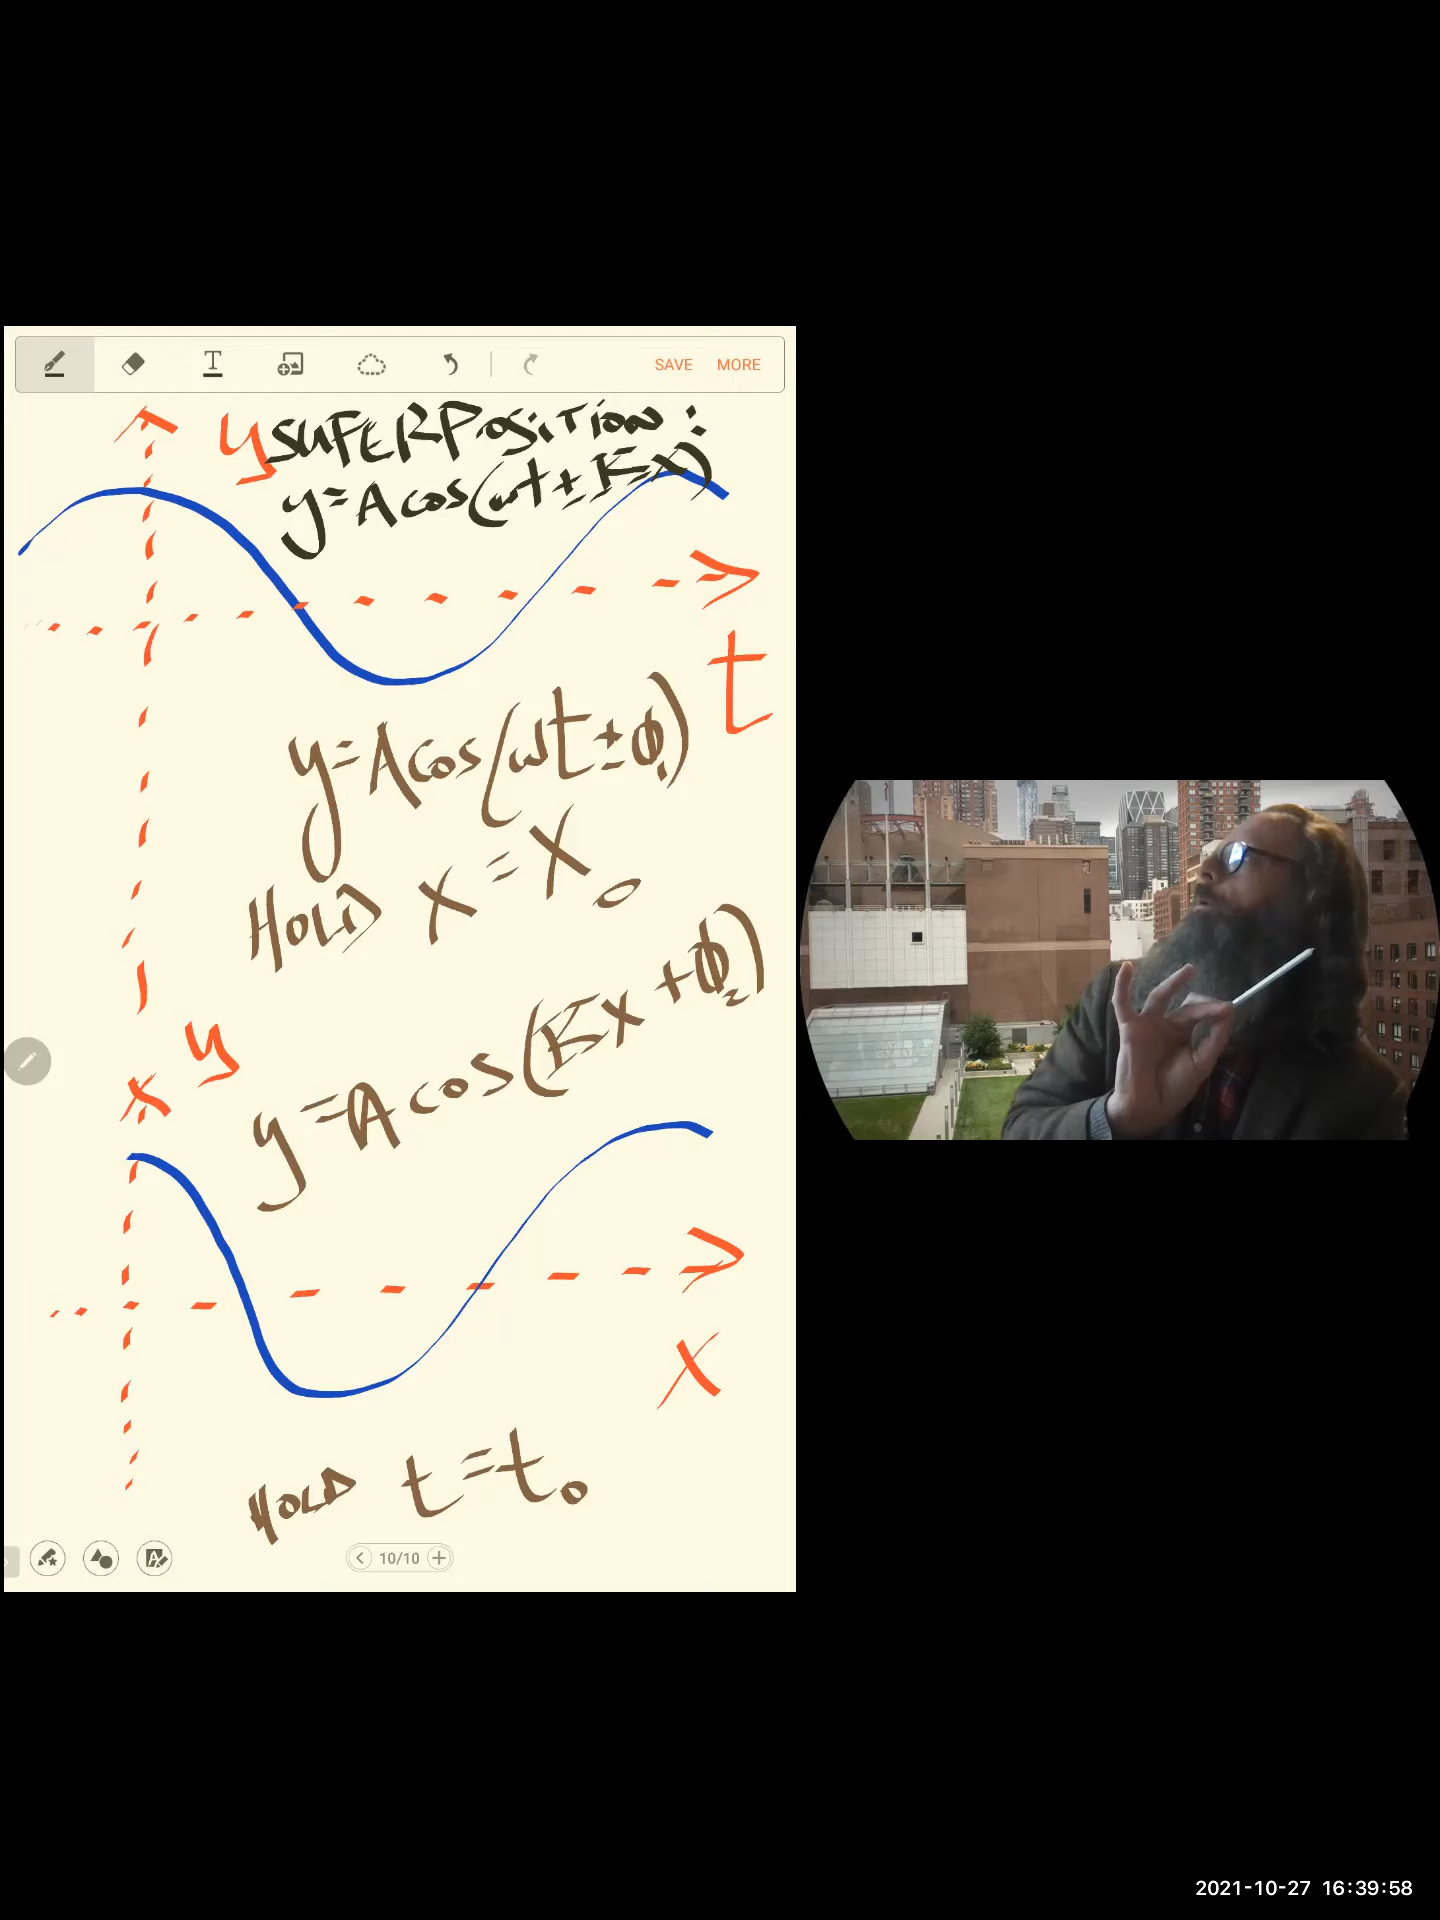 T
SAVE MORE
y SUPERPOSITION:
y=Acos(ωt±Kx)
t
y=Acos(ωt±ϕ₁)
HOLD X=X₀
y
y=Acos(Kx+ϕ₂)
X
HOLD t=t₀
A
10/10
2021-10-27 16:39:58